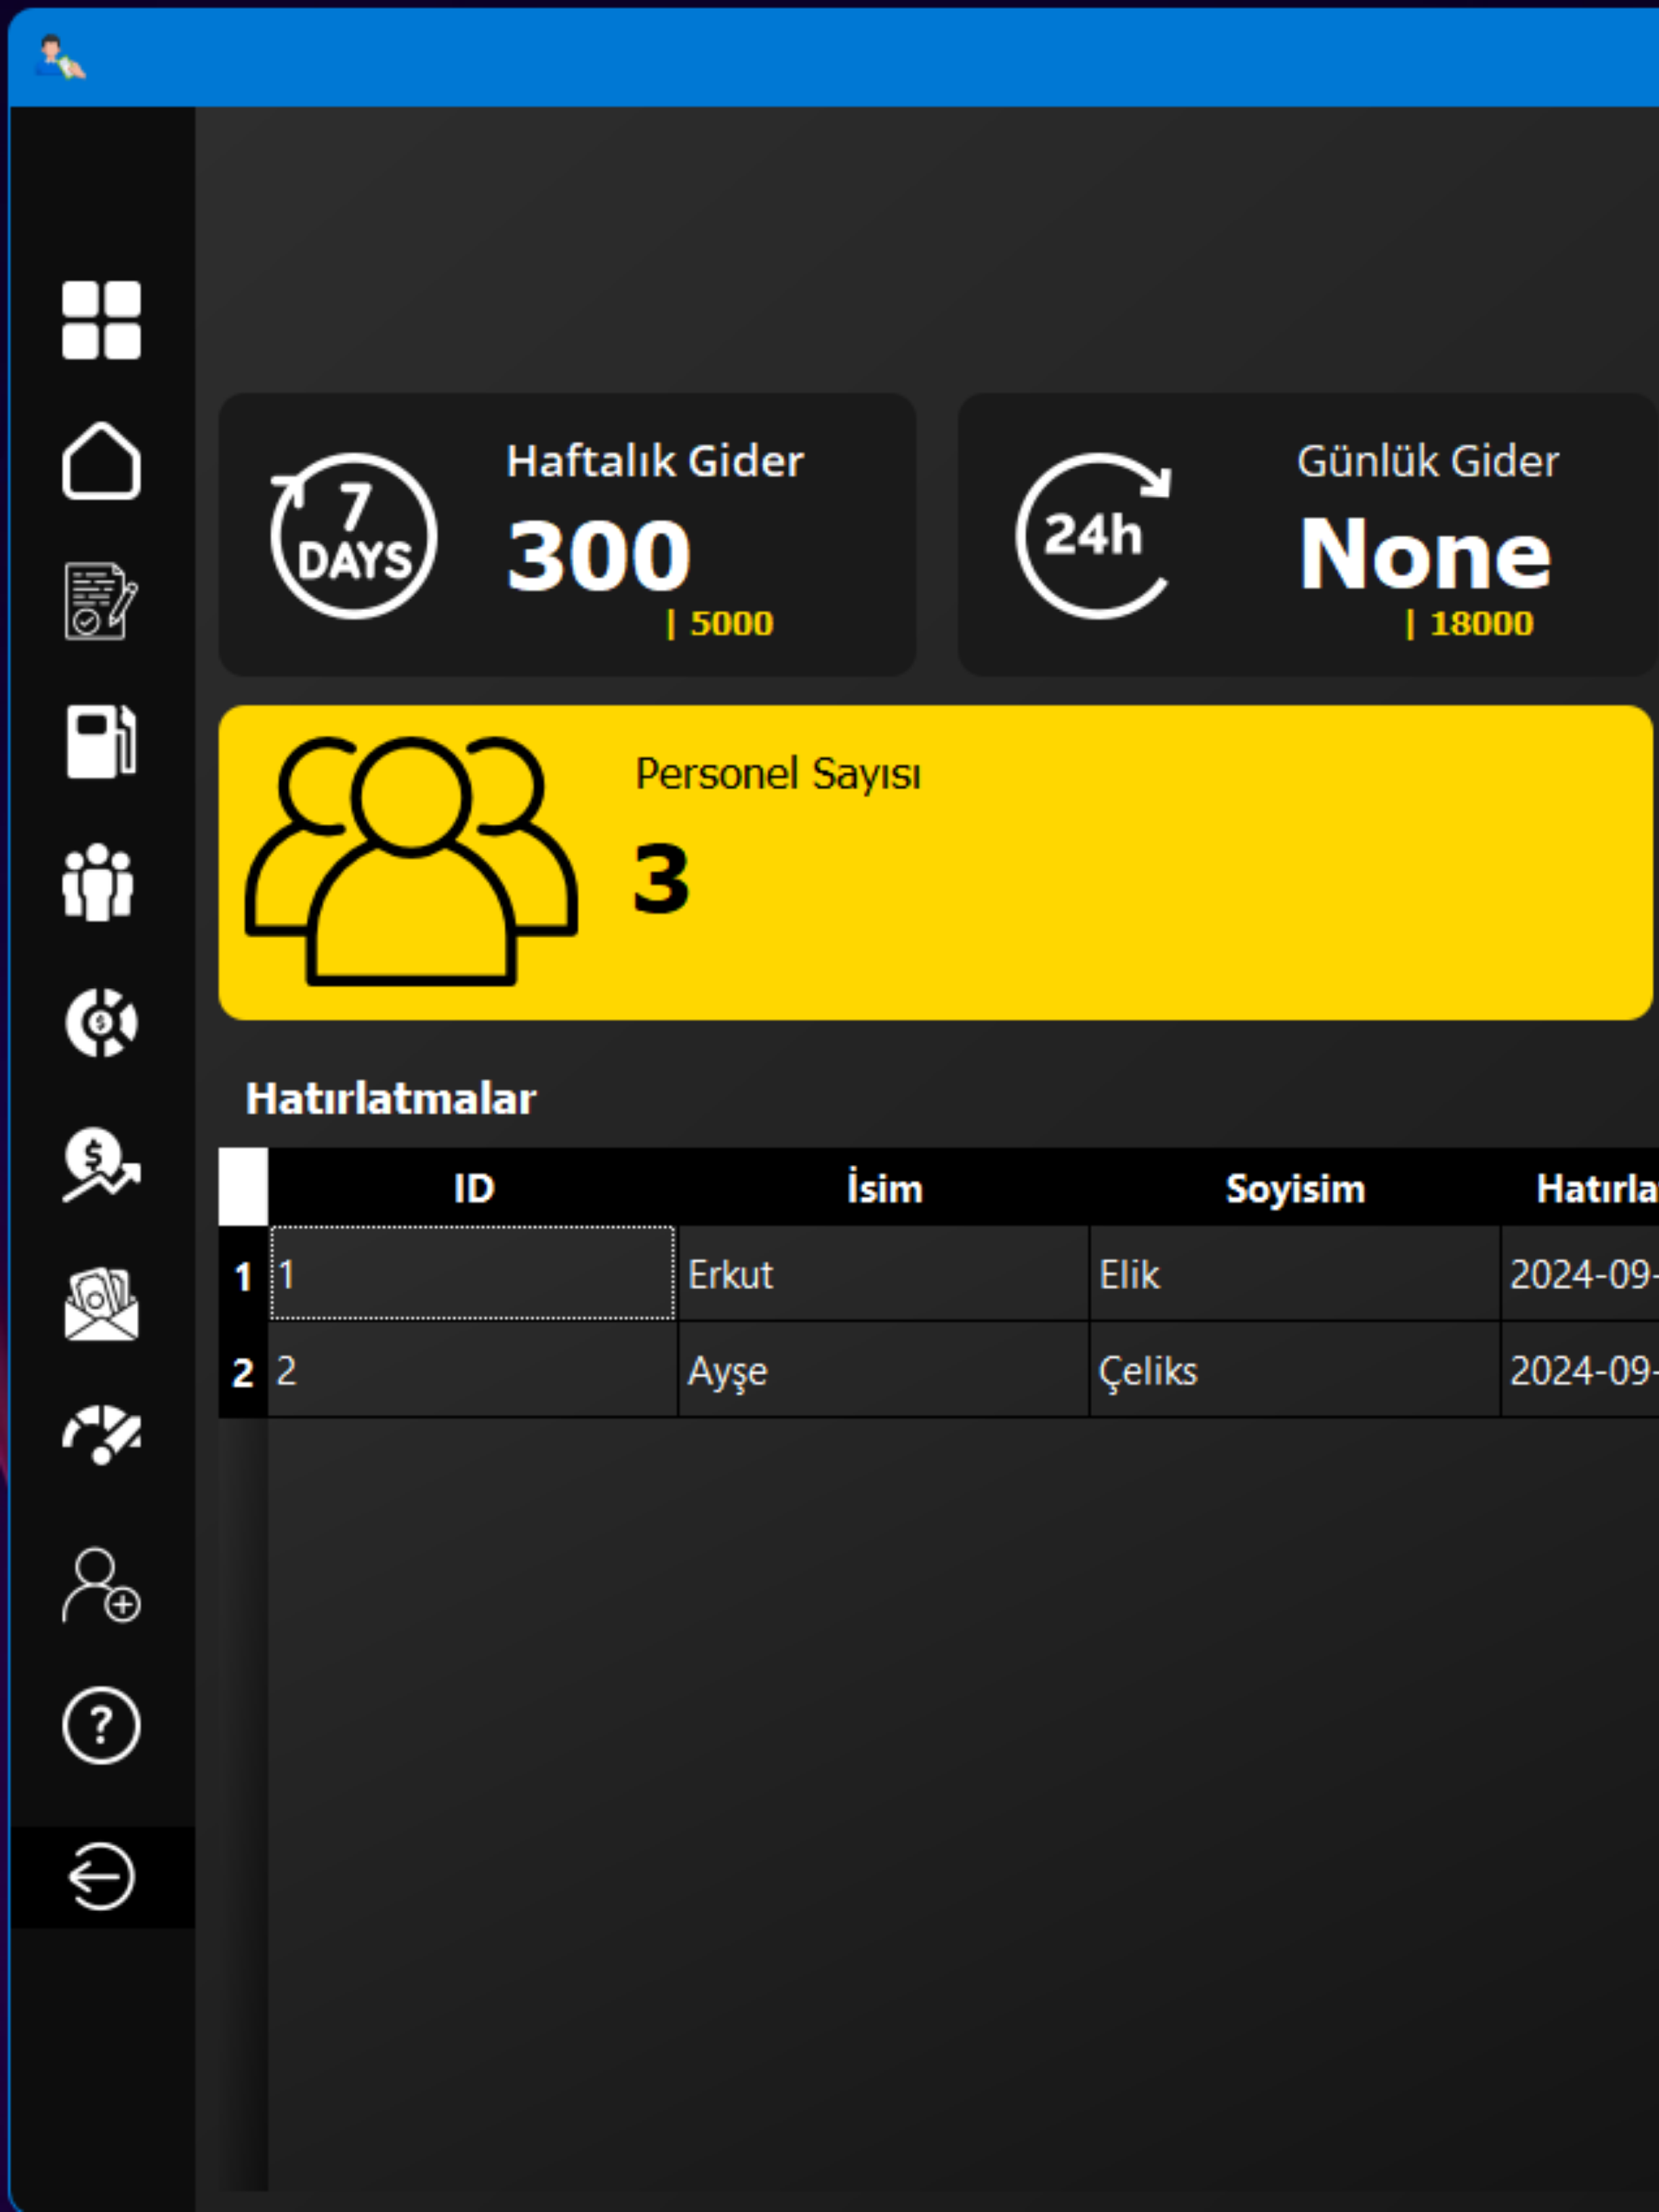 7
DAYS
Haftalık Gider
300
| 5000
24h
Günlük Gider
None
| 18000
Personel Sayısı
3
Hatırlatmalar
ID İsim Soyisim Hatırla
1 1 Erkut Elik 2024-09-
2 2 Ayşe Çeliks 2024-09-